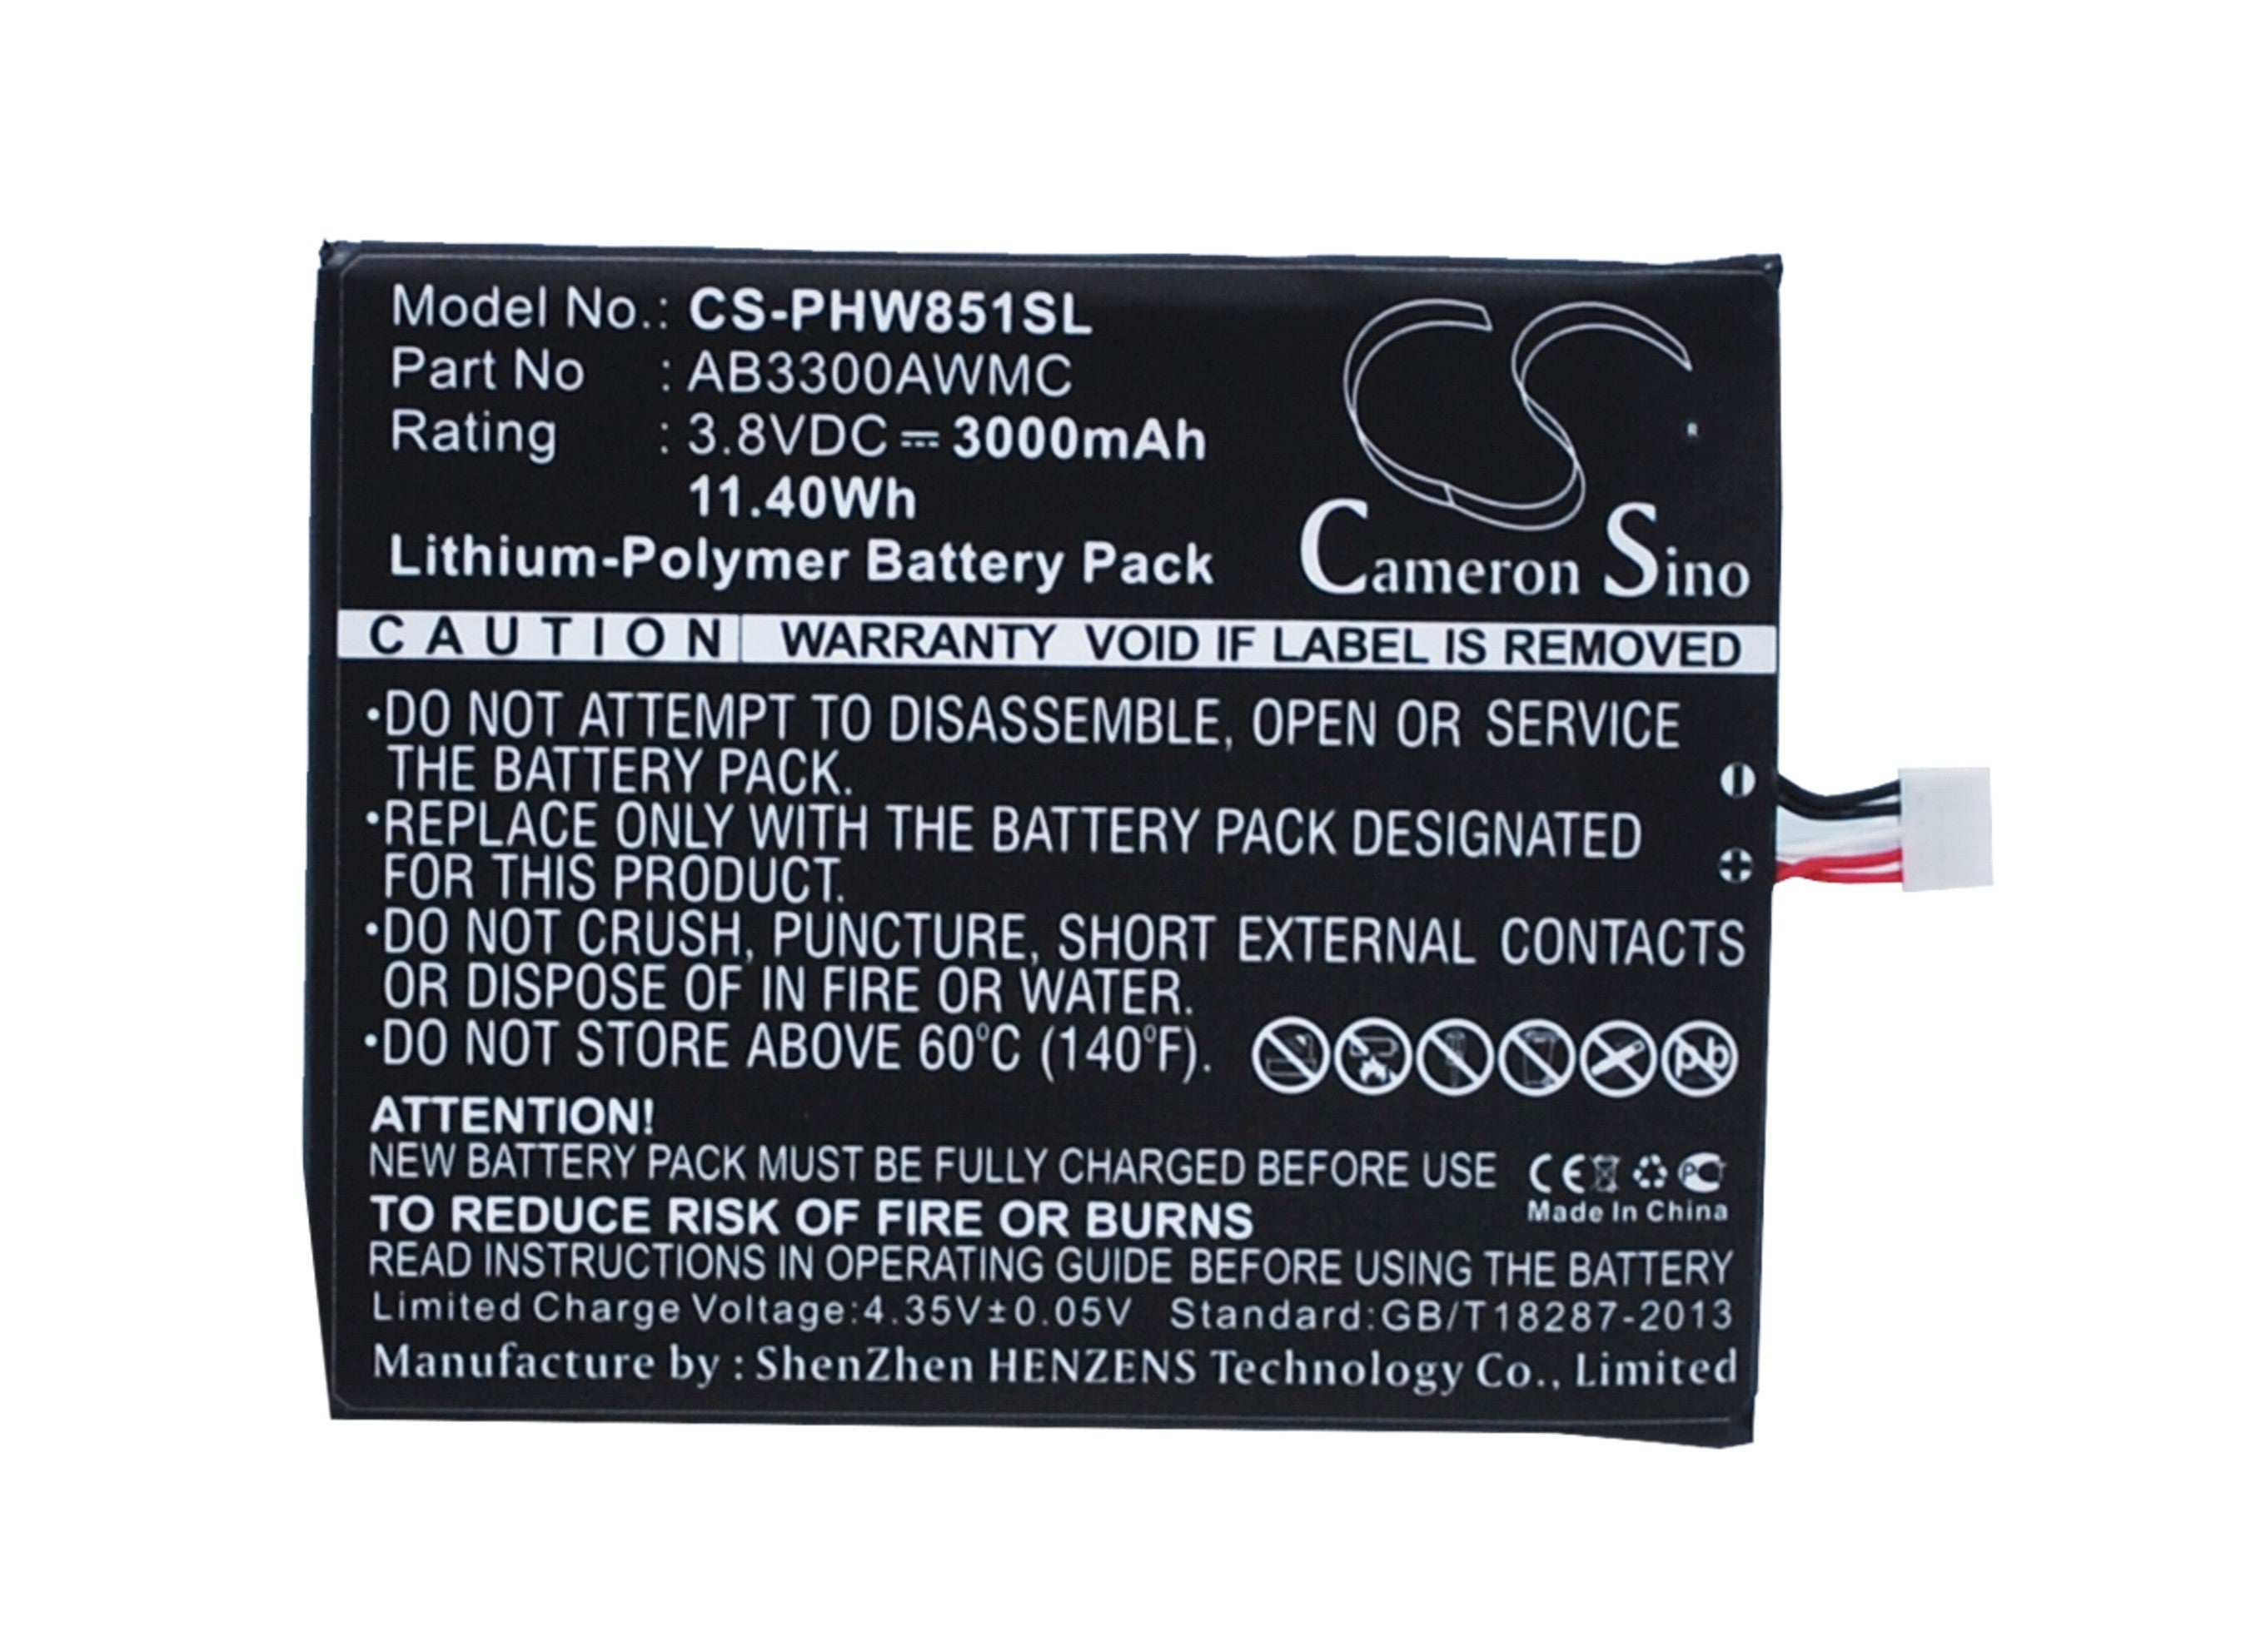 Model No.: CS-PHW851SL
Part No : AB3300AWMC
Rating : 3.8VDC ⎓ 3000mAh
11.40Wh
Lithium-Polymer Battery Pack
CS
R
Cameron Sino
CAUTION WARRANTY VOID IF LABEL IS REMOVED
•DO NOT ATTEMPT TO DISASSEMBLE, OPEN OR SERVICE
THE BATTERY PACK.
•REPLACE ONLY WITH THE BATTERY PACK DESIGNATED
FOR THIS PRODUCT.
•DO NOT CRUSH, PUNCTURE, SHORT EXTERNAL CONTACTS
OR DISPOSE OF IN FIRE OR WATER.
•DO NOT STORE ABOVE 60°C (140°F).
pb
ATTENTION!
NEW BATTERY PACK MUST BE FULLY CHARGED BEFORE USE
CE
Made In China
TO REDUCE RISK OF FIRE OR BURNS
READ INSTRUCTIONS IN OPERATING GUIDE BEFORE USING THE BATTERY
Limited Charge Voltage:4.35V±0.05V Standard:GB/T18287-2013
Manufacture by : ShenZhen HENZENS Technology Co., Limited